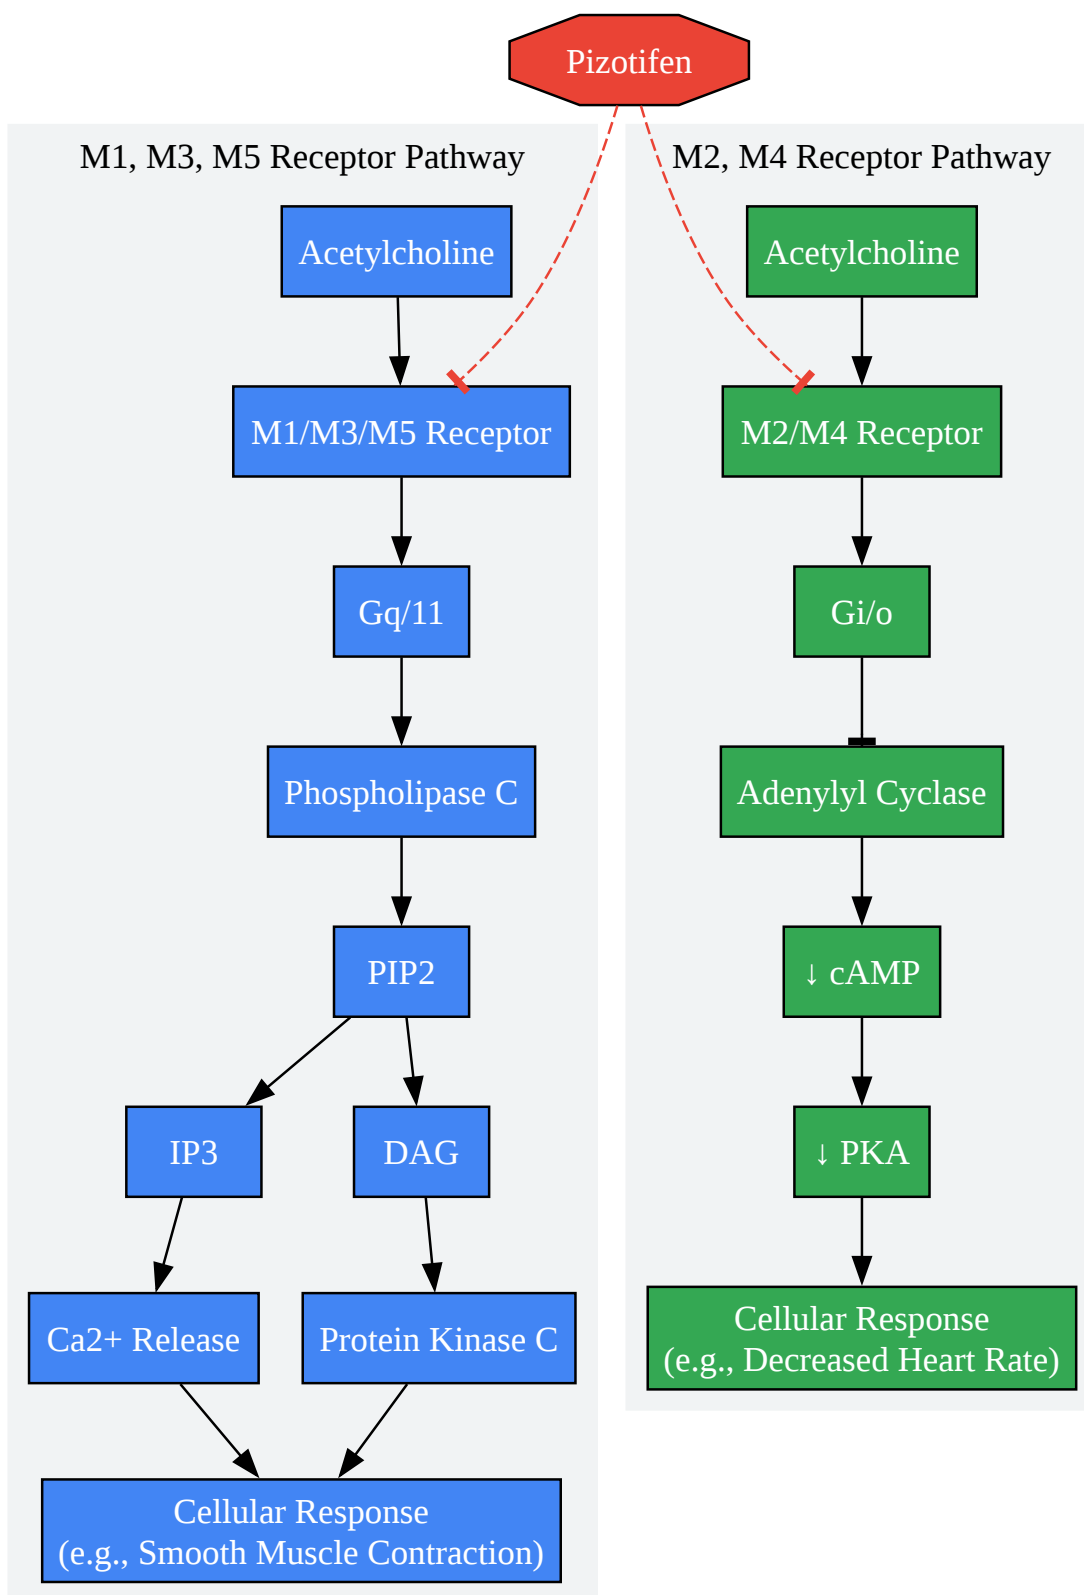 Pizotifen
M1, M3, M5 Receptor Pathway
Acetylcholine
M1/M3/M5 Receptor
Gq/11
Phospholipase C
PIP2
IP3
DAG
Ca2+ Release
Protein Kinase C
Cellular Response
(e.g., Smooth Muscle Contraction)
M2, M4 Receptor Pathway
Acetylcholine
M2/M4 Receptor
Gi/o
Adenylyl Cyclase
↓ cAMP
↓ PKA
Cellular Response
(e.g., Decreased Heart Rate)